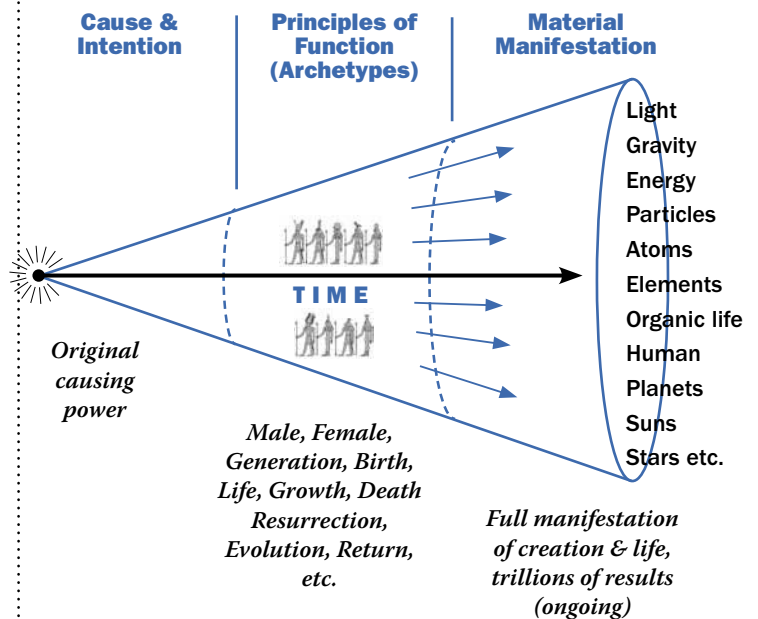 Cause &
Intention
Principles of
Function
(Archetypes)
Material
Manifestation
Light
Gravity
Energy
Particles
Atoms
Elements
Organic life
Human
Planets
Suns
Stars etc.
TIME
Original
causing
power
Male, Female,
Generation, Birth,
Life, Growth, Death
Resurrection,
Evolution, Return,
etc.
Full manifestation
of creation & life,
trillions of results
(ongoing)